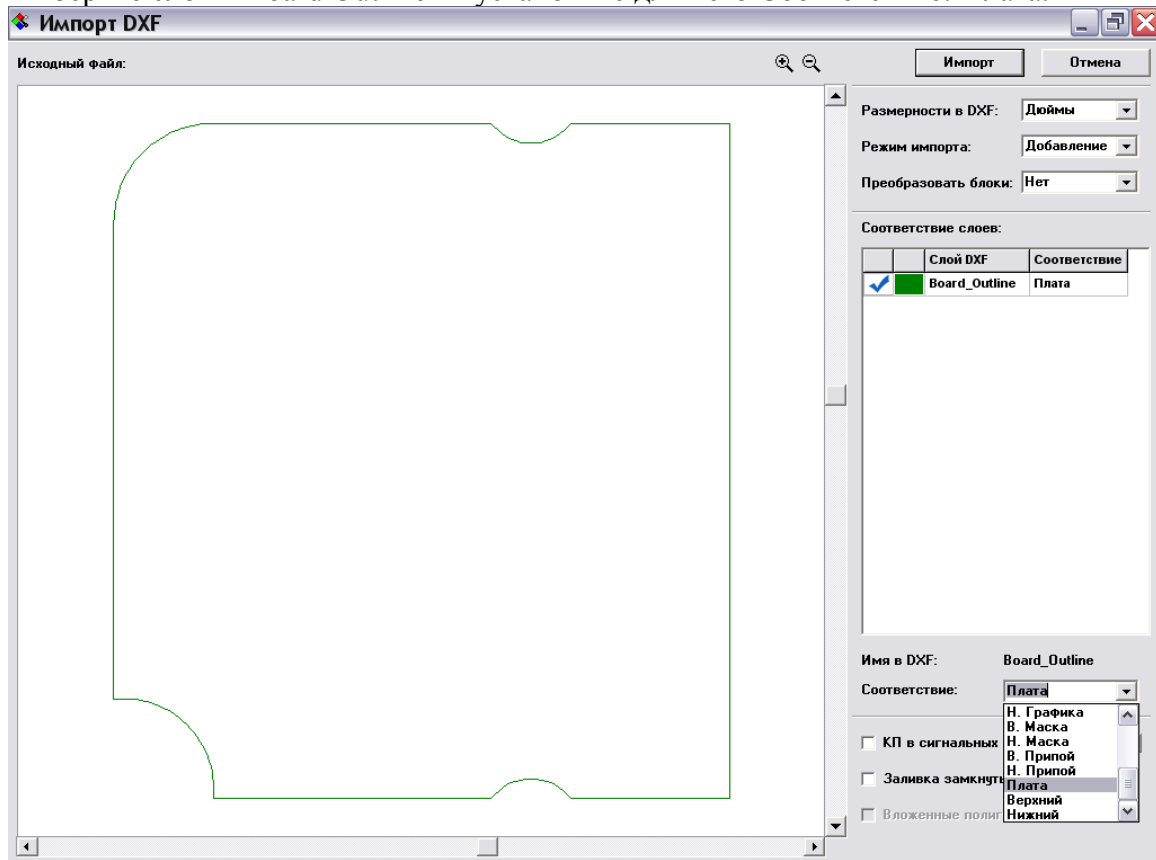 Импорт DXF
Исходный файл:
Импорт
Отмена
Размерности в DXF: Дюймы
Режим импорта: Добавление
Преобразовать блоки: Нет
Соответствие слоев:
Слой DXF Соответствие
Board_Outline Плата
Имя в DXF: Board_Outline
Соответствие: Плата
Н. Графика
В. Маска
Н. Маска
В. Припой
Н. Припой
Плата
Верхний
Нижний
КП в сигнальных
Заливка
Вложенные